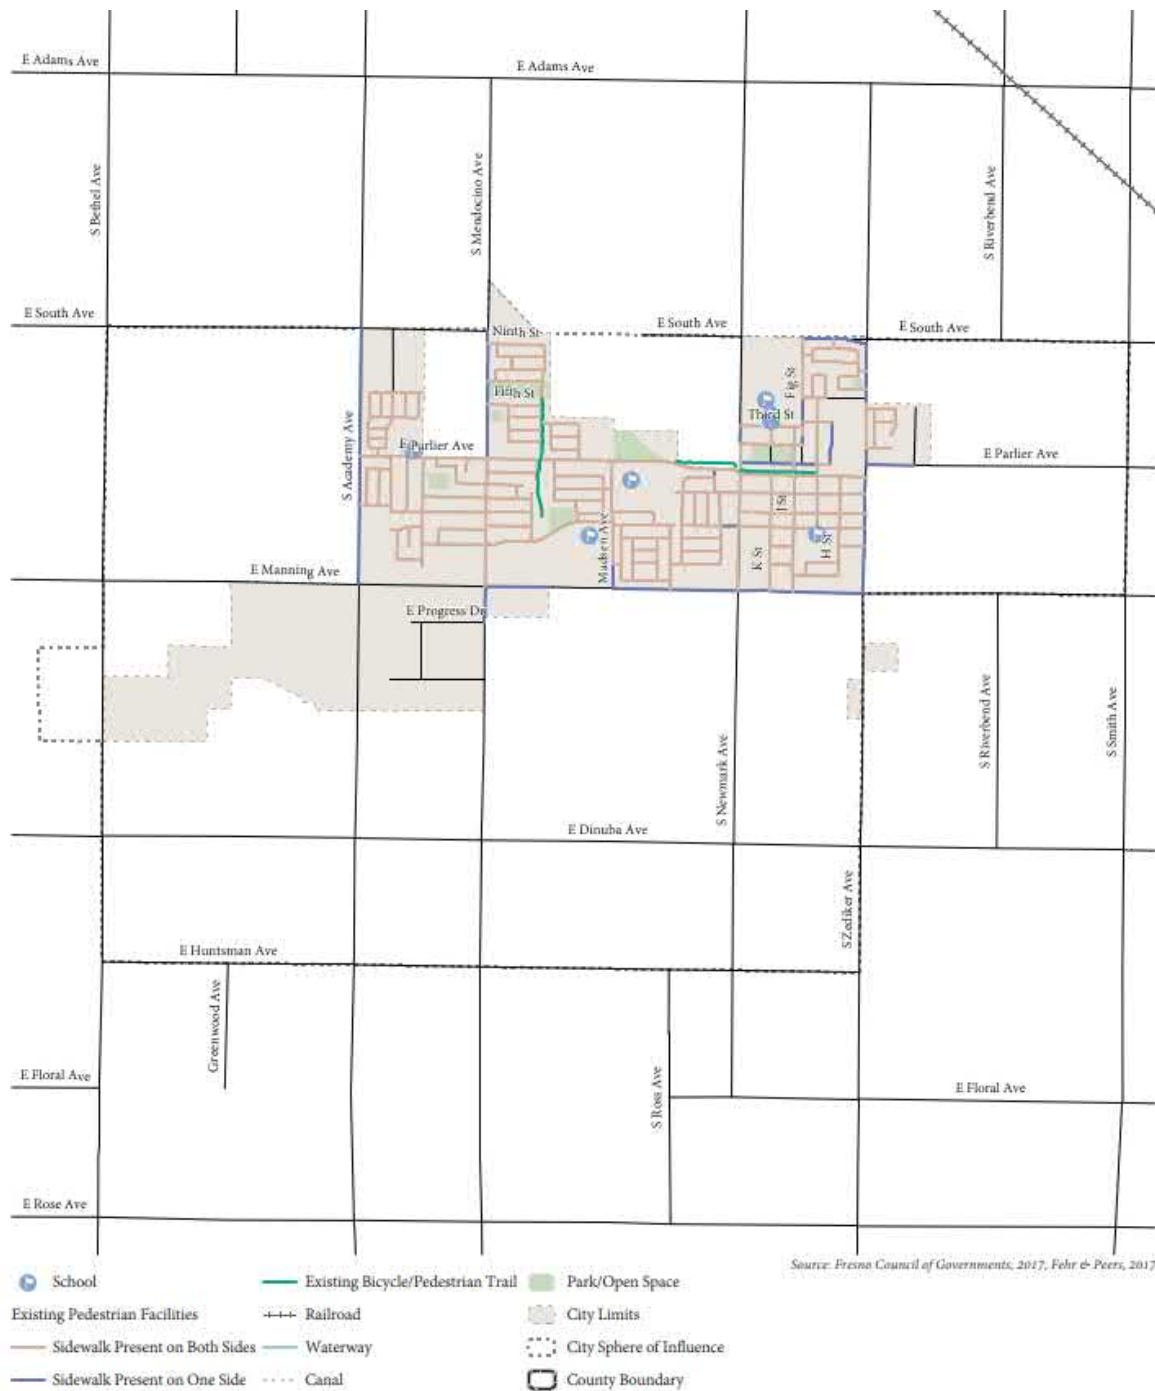 E Adams Ave
E Adams Ave
S Bethel Ave
S Mendocino Ave
S Riverbend Ave
E South Ave
Ninth St
E South Ave
E South Ave
Fifth St
Fig St
Third St
S Academy Ave
E Parlier Ave
E Parlier Ave
J St
Madsen Ave
K St
H St
E Manning Ave
E Progress Dr
S Newmark Ave
S Riverbend Ave
S Smith Ave
E Dinuba Ave
S Zediker Ave
E Huntsman Ave
Greenwood Ave
E Floral Ave
S Ross Ave
E Floral Ave
E Rose Ave
Source: Fresno Council of Governments, 2017, Fehr & Peers, 2017
School
Existing Bicycle/Pedestrian Trail
Park/Open Space
Existing Pedestrian Facilities
Railroad
City Limits
Sidewalk Present on Both Sides
Waterway
City Sphere of Influence
Sidewalk Present on One Side
Canal
County Boundary